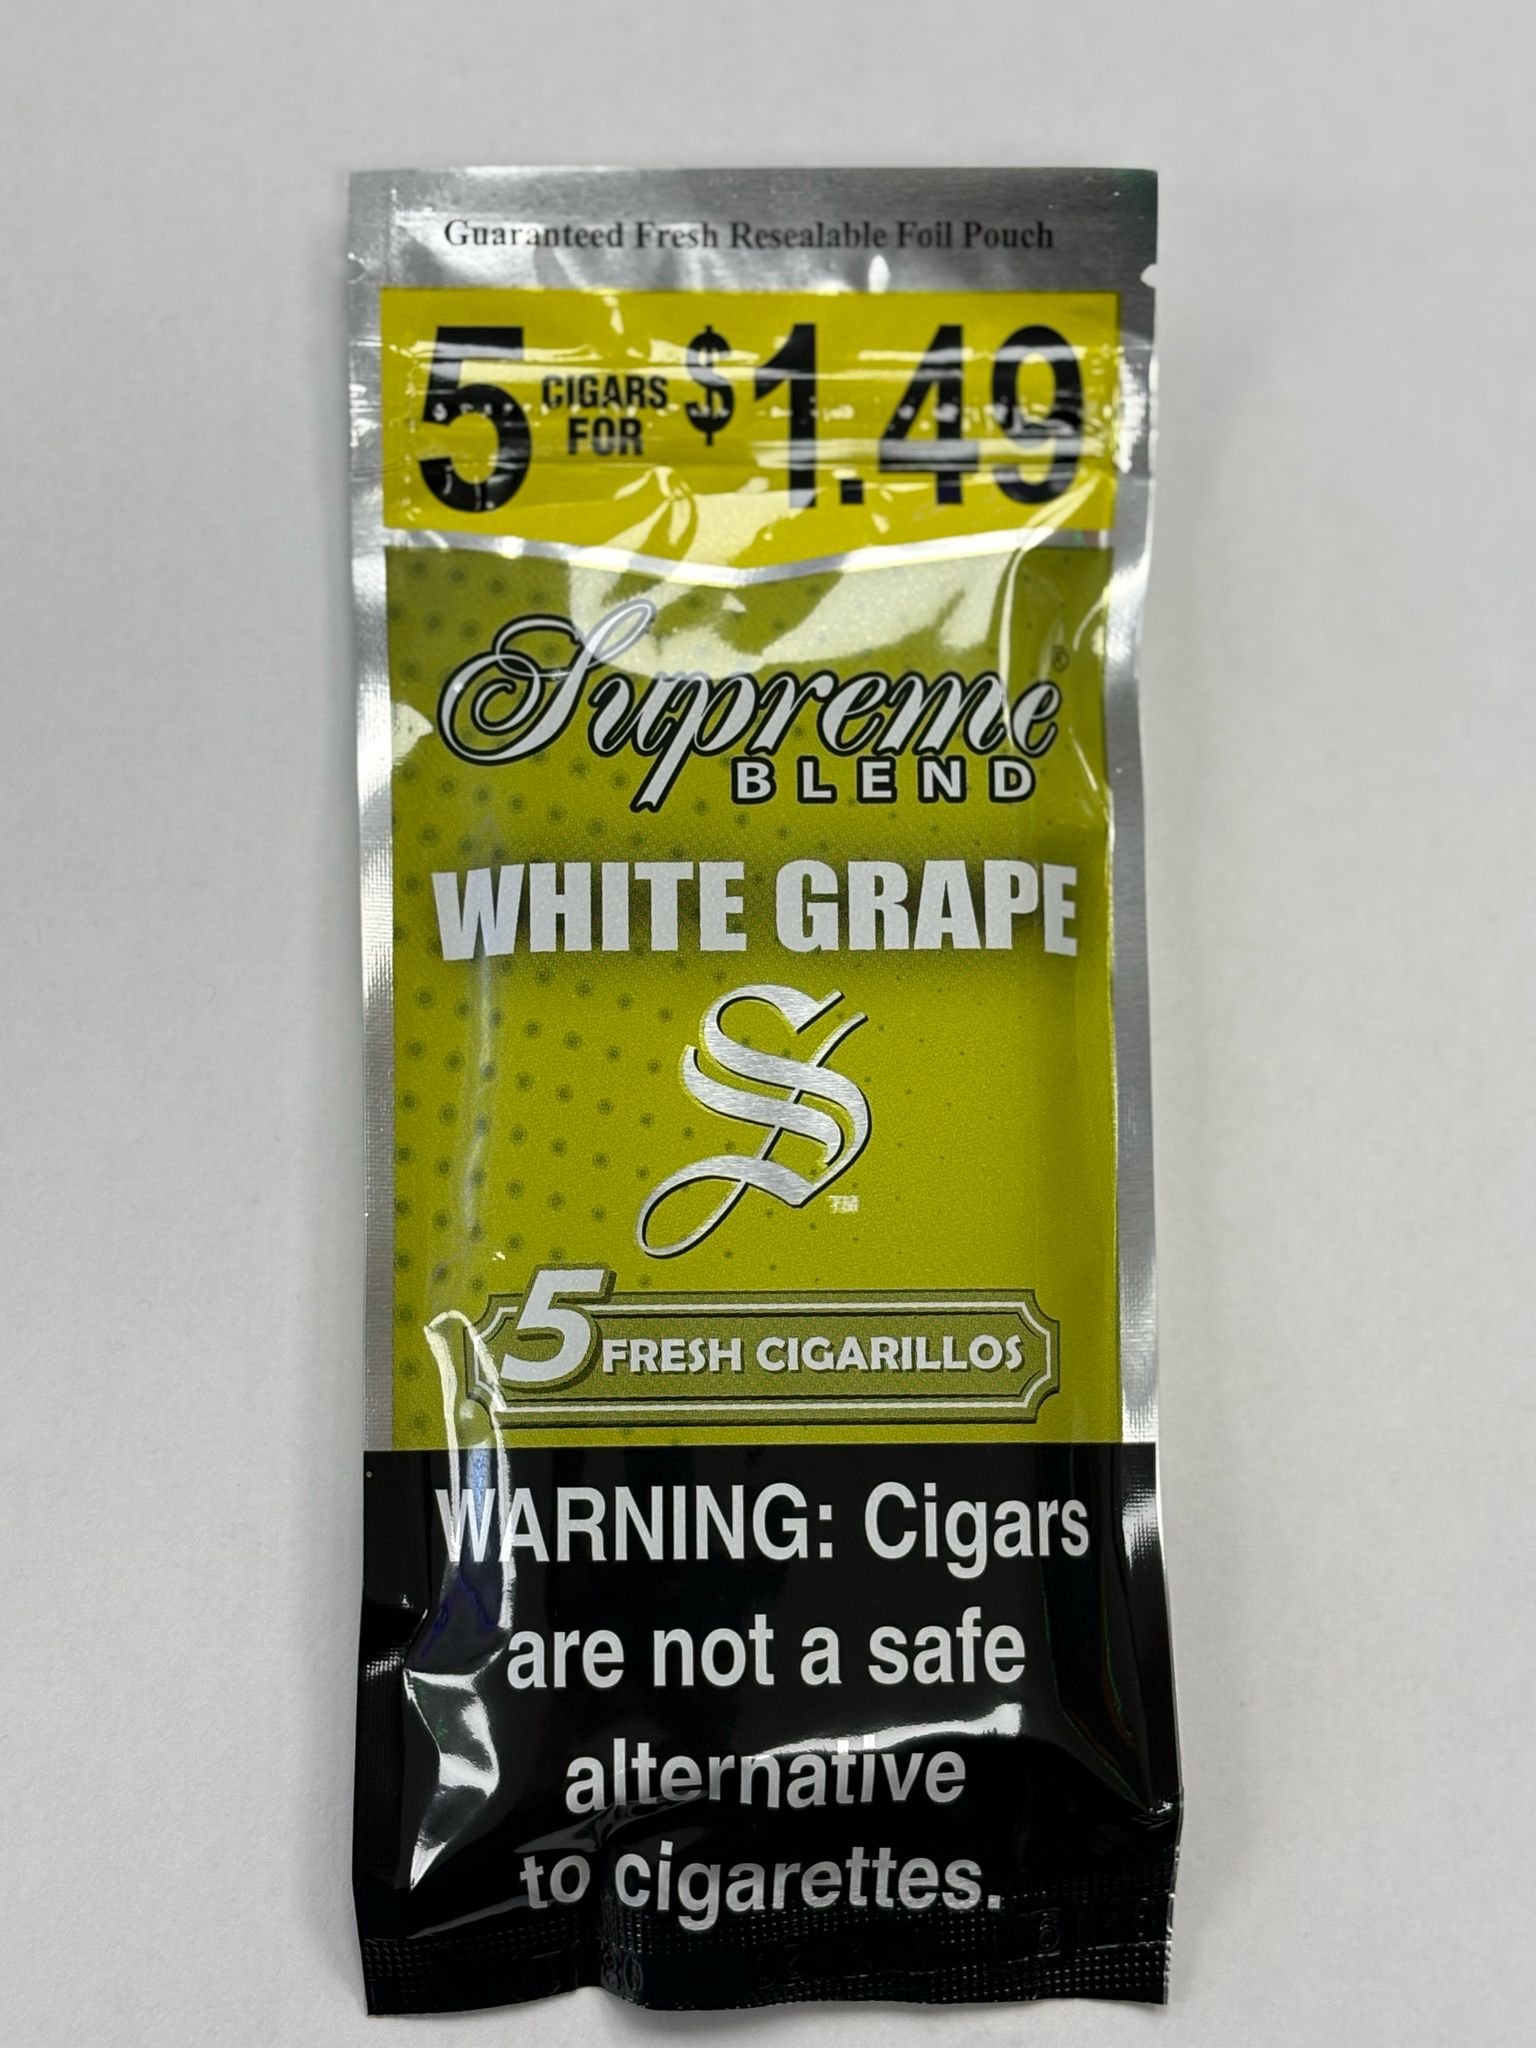 Guaranteed Fresh Resealable Foil Pouch
5 CIGARS FOR $1.49
Supreme®
BLEND
WHITE GRAPE
S
TM
5 FRESH CIGARILLOS
WARNING: Cigars
are not a safe
alternative
to cigarettes.